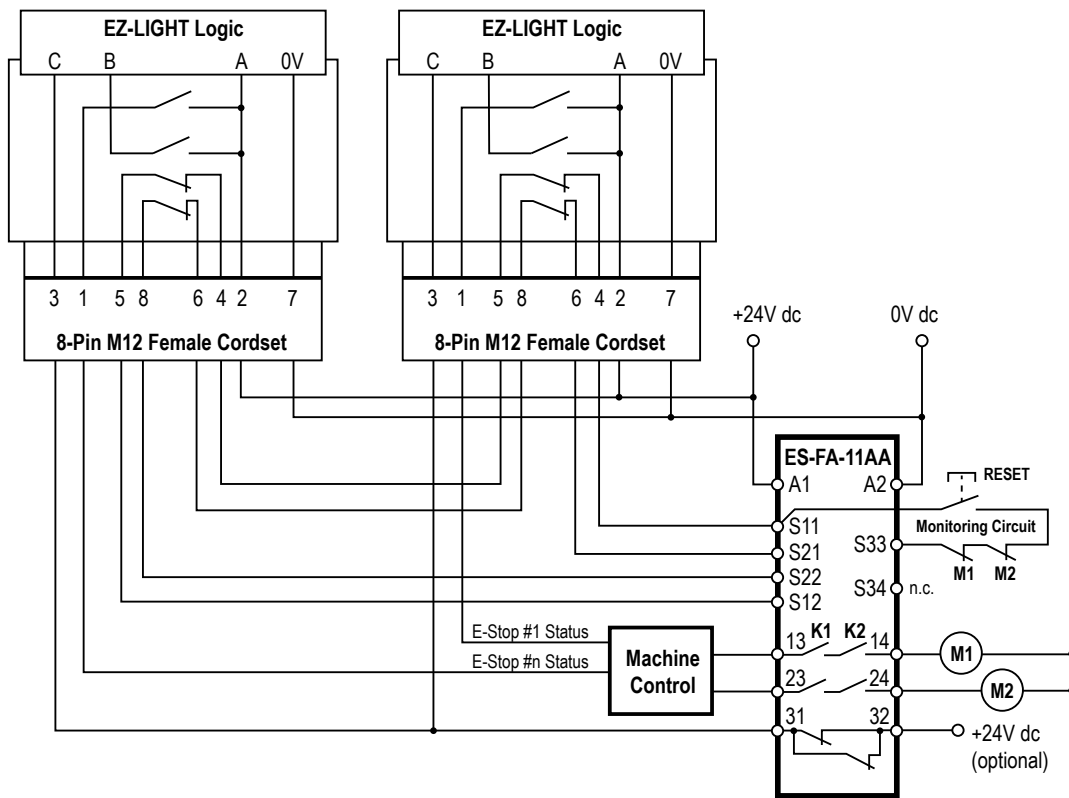 EZ-LIGHT Logic
C B A 0V
3 1 5 8 6 4 2 7
8-Pin M12 Female Cordset
EZ-LIGHT Logic
C B A 0V
3 1 5 8 6 4 2 7
8-Pin M12 Female Cordset
+24V dc
0V dc
ES-FA-11AA
A1 A2
RESET
S11
Monitoring Circuit
S21
S33
M1 M2
S22
S34 n.c.
S12
E-Stop #1 Status
E-Stop #n Status
Machine
Control
13 K1 K2 14
M1
23 24
M2
31 32
+24V dc
(optional)